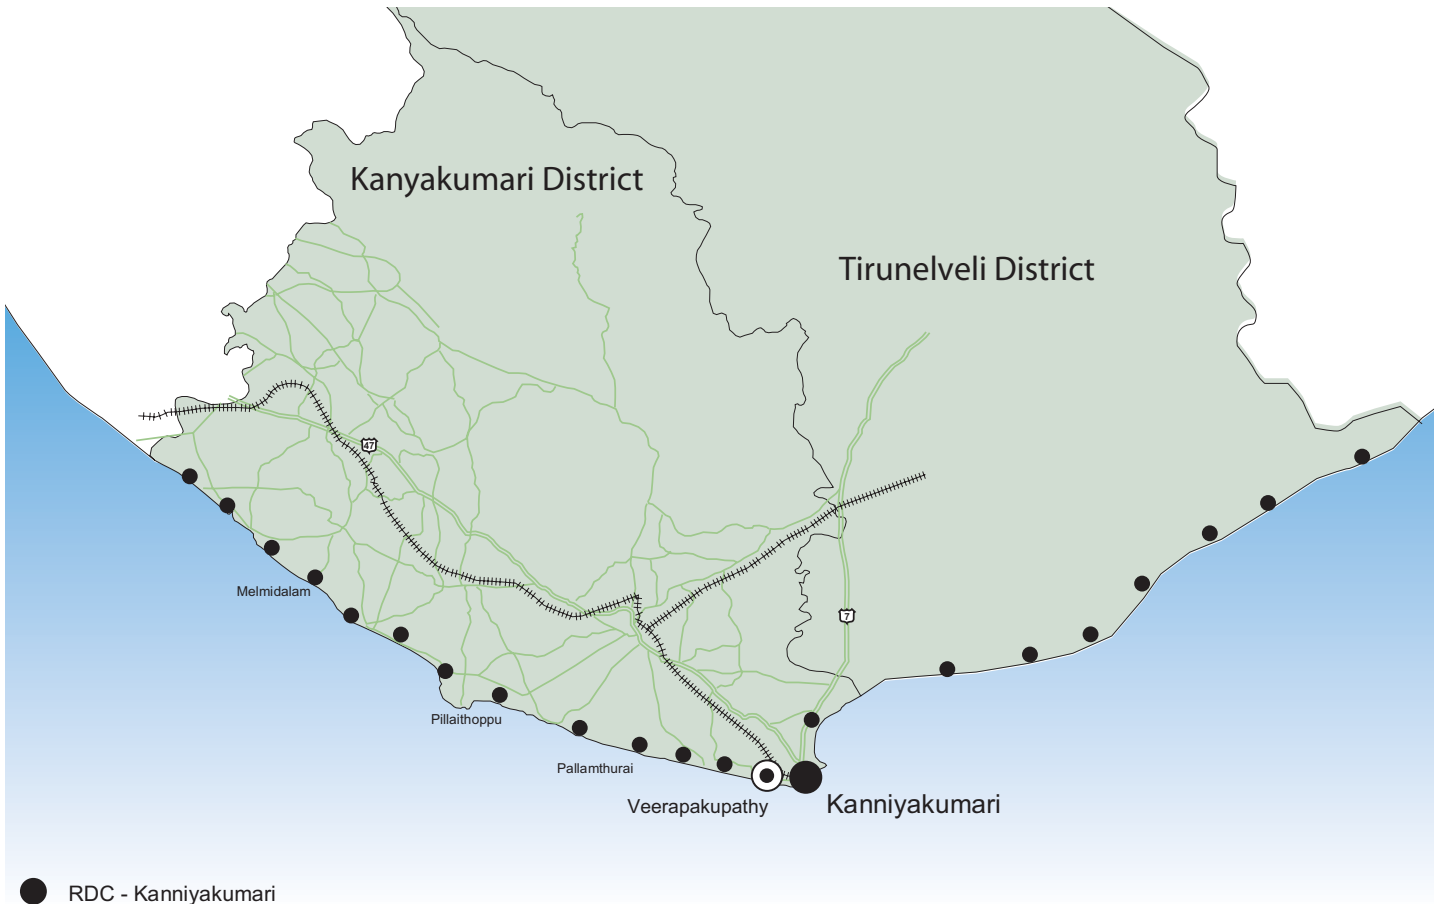 Kanyakumari District
Tirunelveli District
47
Melmidalam
7
Pillaithoppu
Pallamthurai
Veerapakupathy
Kanniyakumari
RDC - Kanniyakumari